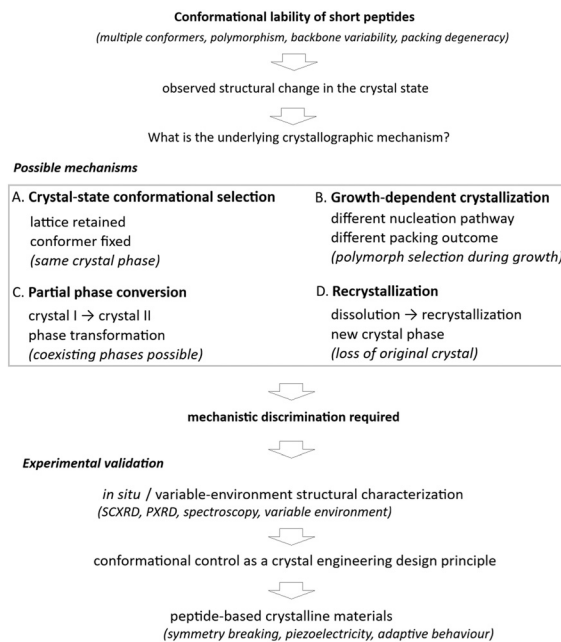 Conformational lability of short peptides
(multiple conformers, polymorphism, backbone variability, packing degeneracy)
observed structural change in the crystal state
What is the underlying crystallographic mechanism?
Possible mechanisms
A. Crystal-state conformational selection
lattice retained
conformer fixed
(same crystal phase)
B. Growth-dependent crystallization
different nucleation pathway
different packing outcome
(polymorph selection during growth)
C. Partial phase conversion
crystal I → crystal II
phase transformation
(coexisting phases possible)
D. Recrystallization
dissolution → recrystallization
new crystal phase
(loss of original crystal)
mechanistic discrimination required
Experimental validation
in situ / variable-environment structural characterization
(SCXRD, PXRD, spectroscopy, variable environment)
conformational control as a crystal engineering design principle
peptide-based crystalline materials
(symmetry breaking, piezoelectricity, adaptive behaviour)